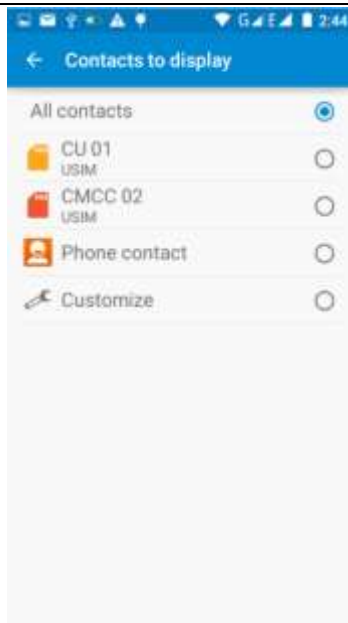 G E 2:44
Contacts to display
All contacts
CU 01
USIM
CMCC 02
USIM
Phone contact
Customize